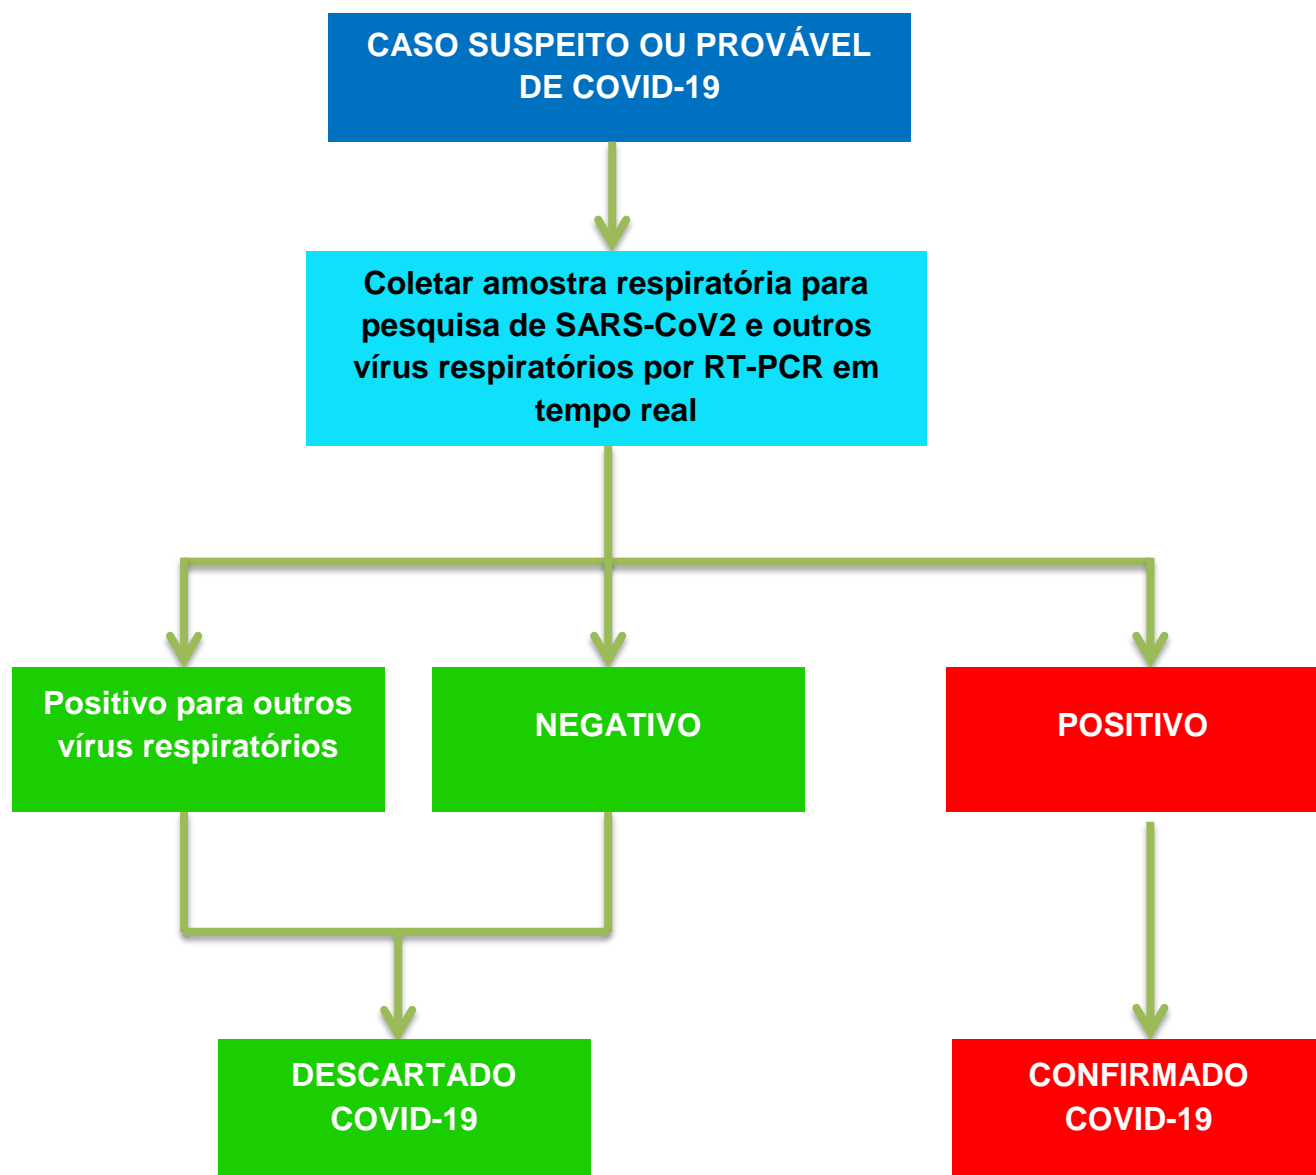 CASO SUSPEITO OU PROVÁVEL
DE COVID-19
Coletar amostra respiratória para
pesquisa de SARS-CoV2 e outros
vírus respiratórios por RT-PCR em
tempo real
Positivo para outros
vírus respiratórios
NEGATIVO
POSITIVO
DESCARTADO
COVID-19
CONFIRMADO
COVID-19